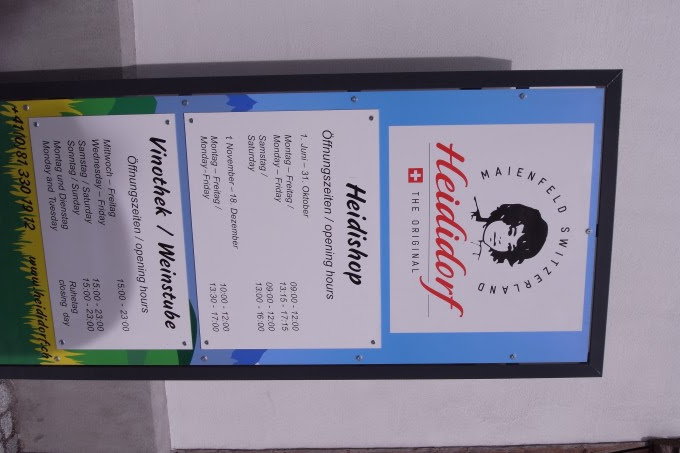 MAIENFELD SWITZERLAND
Heididorf
THE ORIGINAL
Heidishop
Öffnungszeiten / opening hours
1. Juni – 31. Oktober
Montag – Freitag / 09:00 - 12:00
Monday – Friday 13:15 - 17:15
Samstag / 09:00 - 12:00
Saturday 13:00 - 16:00
1. November – 18. Dezember
Montag – Freitag / 10:00 - 12:00
Monday–Friday 13:30 - 17:00
Vinothek / Weinstube
Öffnungszeiten / opening hours
Mittwoch – Freitag 15:00 - 23:00
Wednesday – Friday
Samstag / Saturday 15:00 - 23:00
Sonntag / Sunday 15:00 - 23:00
Montag und Dienstag Ruhetag
Monday and Tuesday closing day
+41(0)81 330 19 12 www.heididorf.ch